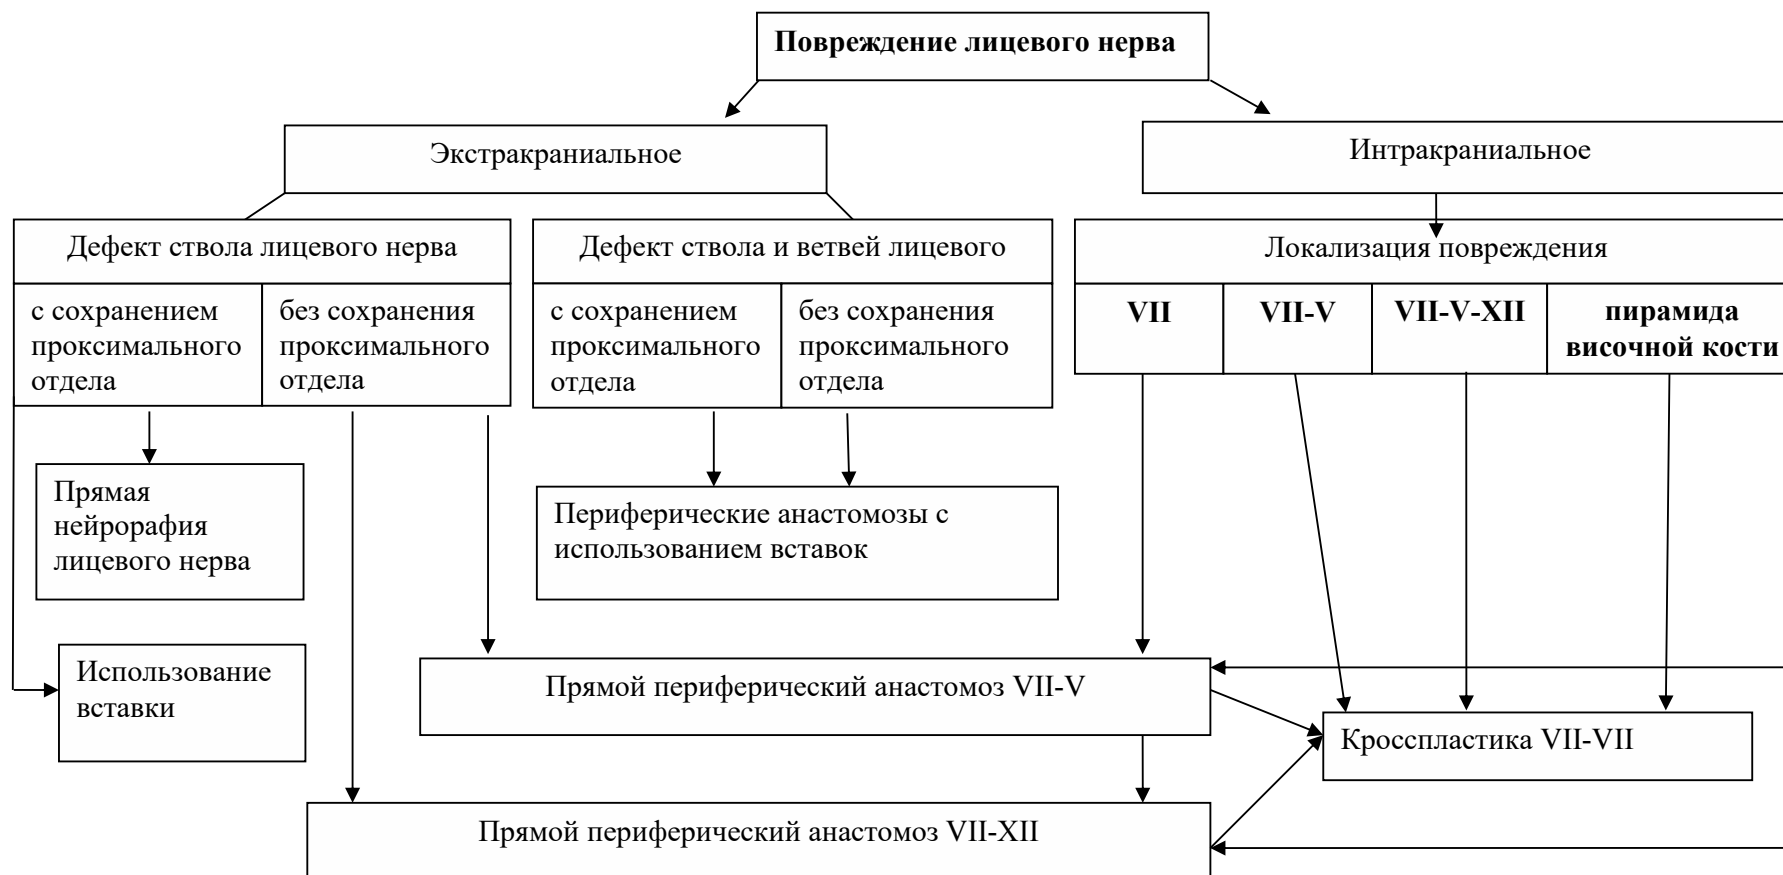 Повреждение лицевого нерва
Экстракраниальное
Интракраниальное
Дефект ствола лицевого нерва
Дефект ствола и ветвей лицевого
Локализация повреждения
с сохранением
проксимального
отдела
без сохранения
проксимального
отдела
с сохранением
проксимального
отдела
без сохранения
проксимального
отдела
VII
VII-V
VII-V-XII
пирамида
височной кости
Прямая
нейрорафия
лицевого нерва
Периферические анастомозы с
использованием вставок
Использование
вставки
Прямой периферический анастомоз VII-V
Кросспластика VII-VII
Прямой периферический анастомоз VII-XII